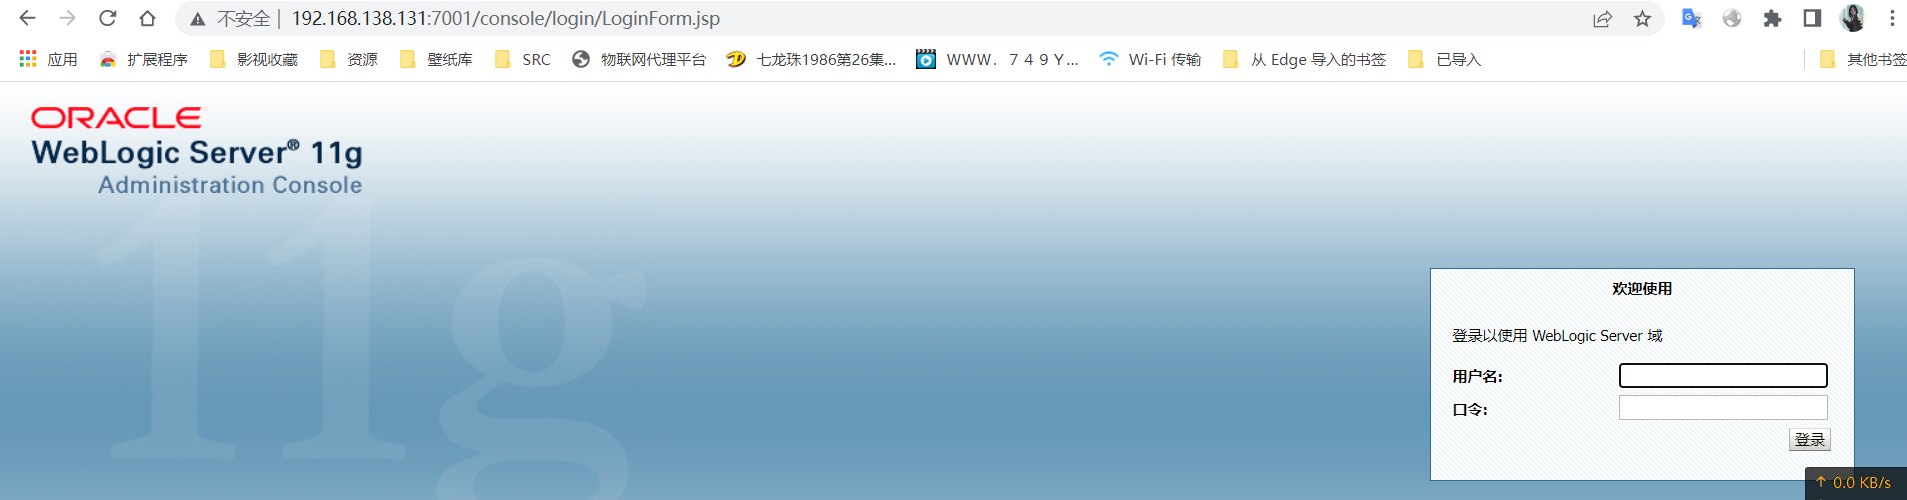 不安全 192.168.138.131:7001/console/login/LoginForm.jsp
应用 扩展程序 影视收藏 资源 壁纸库 SRC 物联网代理平台 七龙珠1986第26集... WWW．７４９Y... Wi-Fi 传输 从 Edge 导入的书签 已导入 其他书签
ORACLE
WebLogic Server® 11g
Administration Console
11g
欢迎使用
登录以使用 WebLogic Server 域
用户名:
口令:
登录
↑ 0.0 KB/s